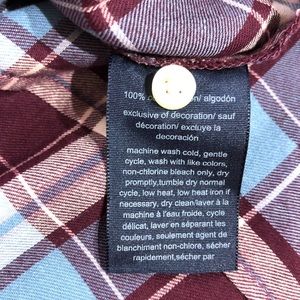 100% / algodón
exclusive of decoration/ sauf
décoration/ excluye la
decoración
machine wash cold, gentle
cycle, wash with like colors,
non-chlorine bleach only, dry
promptly,tumble dry normal
cycle, low heat, low heat iron if
necessary, dry clean/laver à la
machine à l'eau froide, cycle
délicat, laver en séparant les
couleurs, seulement agent de
blanchiment non-chlore, sécher
rapidement, sécher par